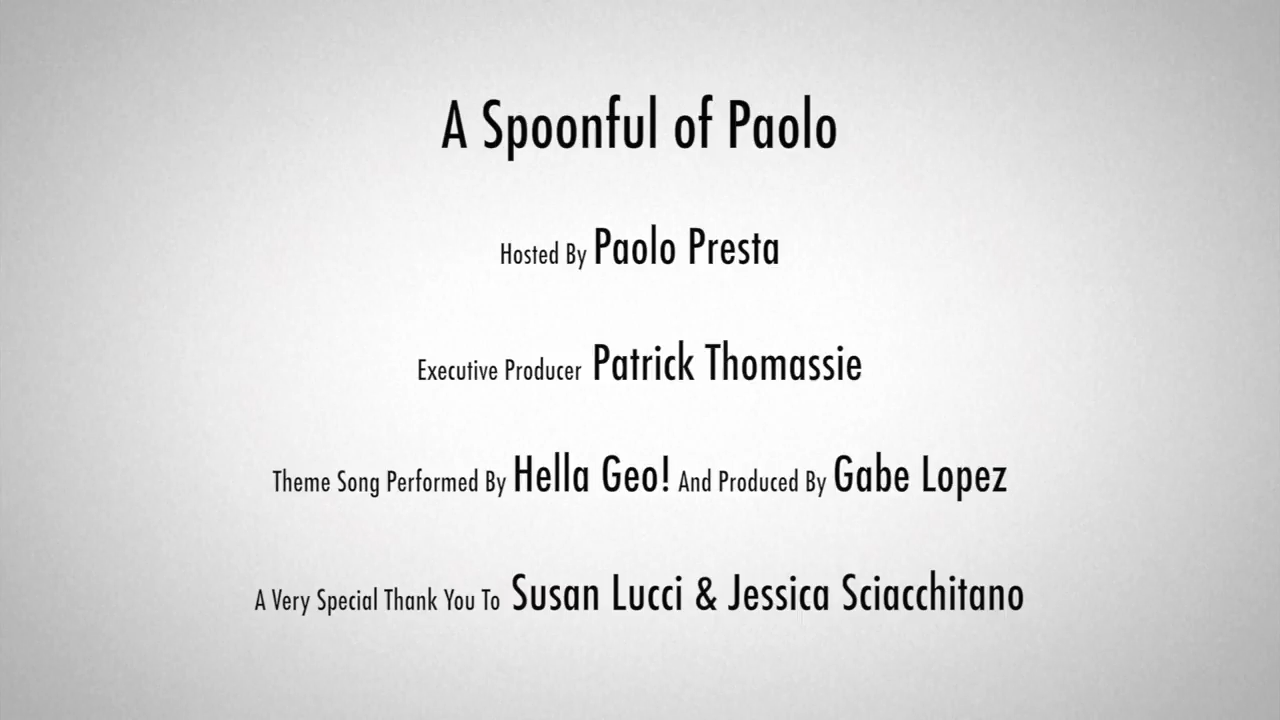 A Spoonful of Paolo
Hosted By Paolo Presta
Executive Producer Patrick Thomassie
Theme Song Performed By Hella Geo! And Produced By Gabe Lopez
A Very Special Thank You To Susan Lucci & Jessica Sciacchitano